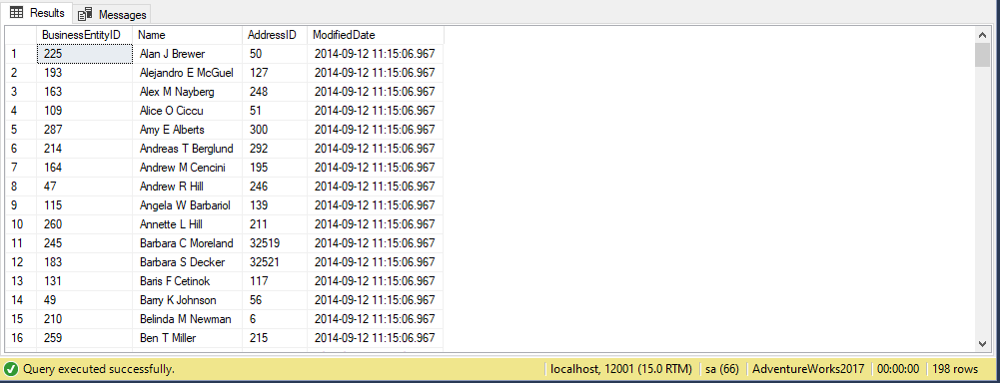 Results Messages
BusinessEntityID Name AddressID ModifiedDate
1 225 Alan J Brewer 50 2014-09-12 11:15:06.967
2 193 Alejandro E McGuel 127 2014-09-12 11:15:06.967
3 163 Alex M Nayberg 248 2014-09-12 11:15:06.967
4 109 Alice O Ciccu 51 2014-09-12 11:15:06.967
5 287 Amy E Alberts 300 2014-09-12 11:15:06.967
6 214 Andreas T Berglund 292 2014-09-12 11:15:06.967
7 164 Andrew M Cencini 195 2014-09-12 11:15:06.967
8 47 Andrew R Hill 246 2014-09-12 11:15:06.967
9 115 Angela W Barbariol 139 2014-09-12 11:15:06.967
10 260 Annette L Hill 211 2014-09-12 11:15:06.967
11 245 Barbara C Moreland 32519 2014-09-12 11:15:06.967
12 183 Barbara S Decker 32521 2014-09-12 11:15:06.967
13 131 Baris F Cetinok 117 2014-09-12 11:15:06.967
14 49 Barry K Johnson 56 2014-09-12 11:15:06.967
15 210 Belinda M Newman 6 2014-09-12 11:15:06.967
16 259 Ben T Miller 215 2014-09-12 11:15:06.967
Query executed successfully. localhost, 12001 (15.0 RTM) sa (66) AdventureWorks2017 00:00:00 198 rows